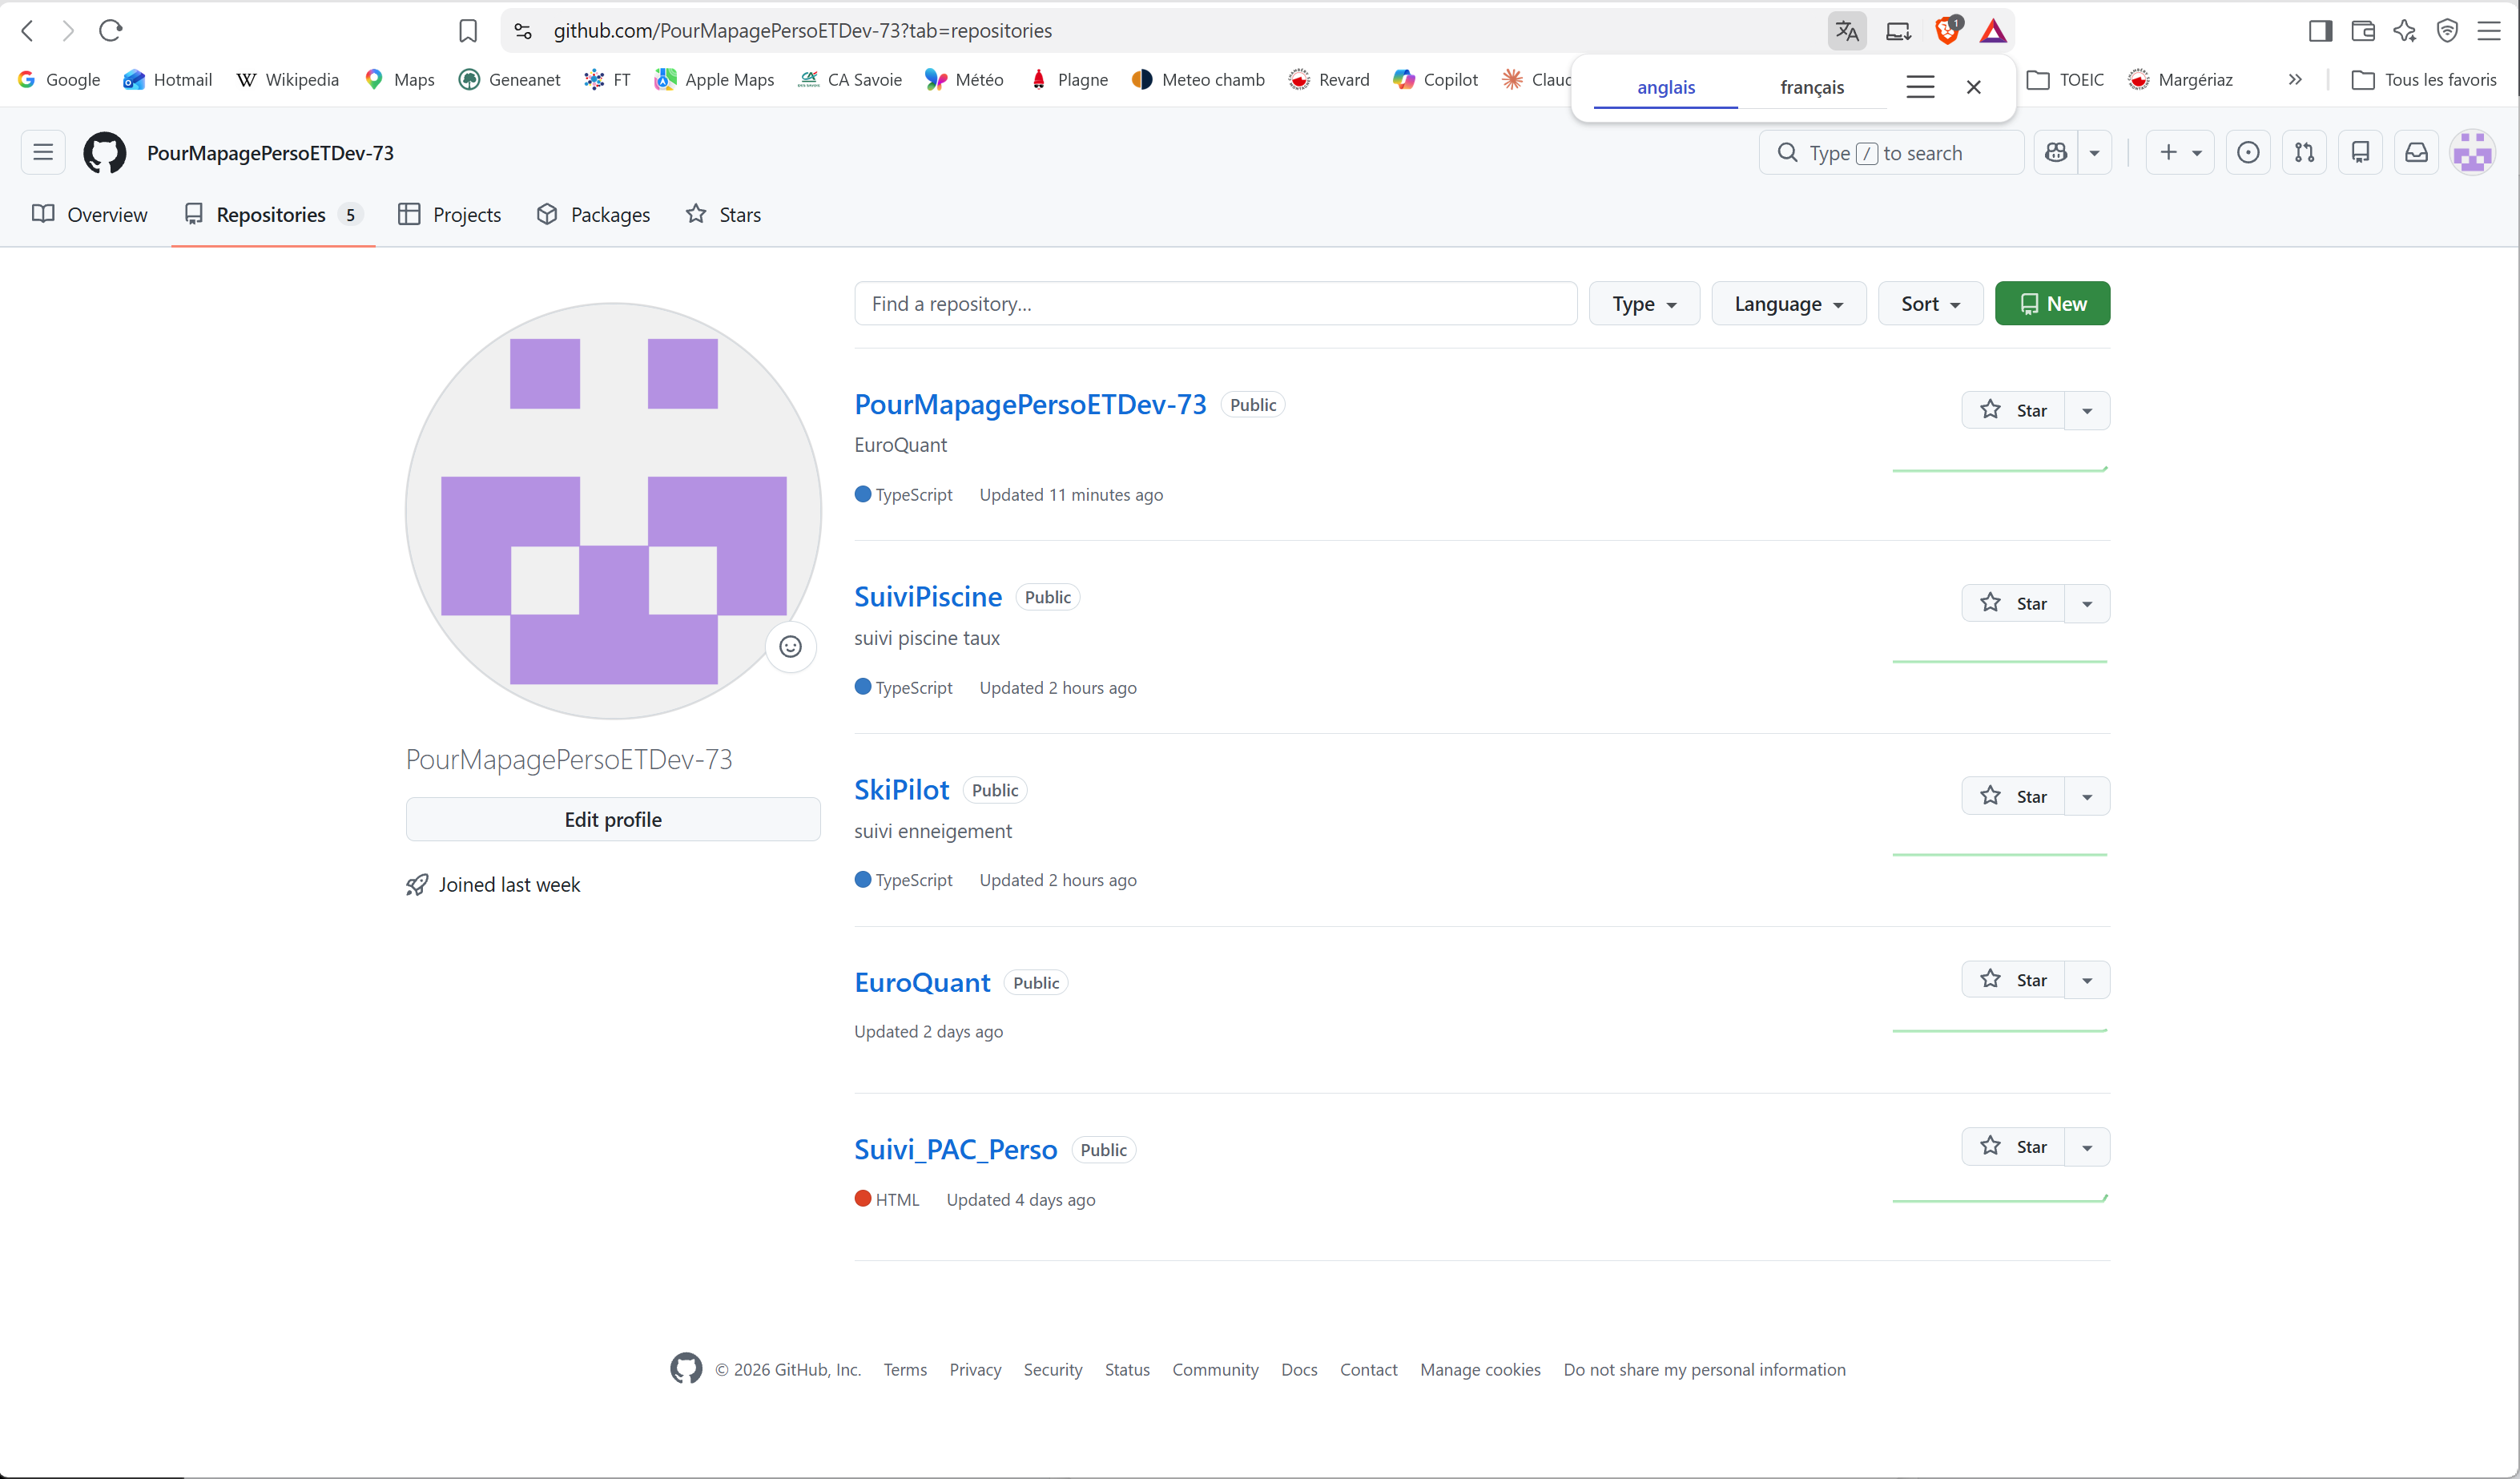 github.com/PourMapagePersoETDev-73?tab=repositories
1
Google Hotmail Wikipedia Maps Geneanet FT Apple Maps CA Savoie Météo Plagne Meteo chamb Revard Copilot TOEIC Margériaz » Tous les favoris
anglais français
PourMapagePersoETDev-73
Type / to search
Overview Repositories 5 Projects Packages Stars
Find a repository...
Type Language Sort New
PourMapagePersoETDev-73 Public
Star
EuroQuant
TypeScript Updated 11 minutes ago
SuiviPiscine Public
Star
suivi piscine taux
TypeScript Updated 2 hours ago
PourMapagePersoETDev-73
Edit profile
Joined last week
SkiPilot Public
Star
suivi enneigement
TypeScript Updated 2 hours ago
EuroQuant Public
Star
Updated 2 days ago
Suivi_PAC_Perso Public
Star
HTML Updated 4 days ago
© 2026 GitHub, Inc. Terms Privacy Security Status Community Docs Contact Manage cookies Do not share my personal information